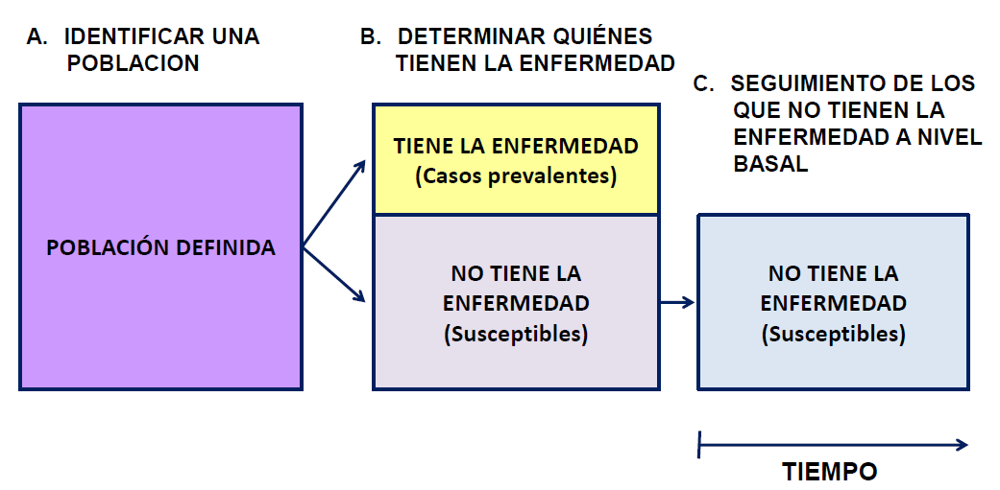 A. IDENTIFICAR UNA
POBLACION
B. DETERMINAR QUIÉNES
TIENEN LA ENFERMEDAD
C. SEGUIMIENTO DE LOS
QUE NO TIENEN LA
ENFERMEDAD A NIVEL
BASAL
POBLACIÓN DEFINIDA
TIENE LA ENFERMEDAD
(Casos prevalentes)
NO TIENE LA
ENFERMEDAD
(Susceptibles)
NO TIENE LA
ENFERMEDAD
(Susceptibles)
TIEMPO